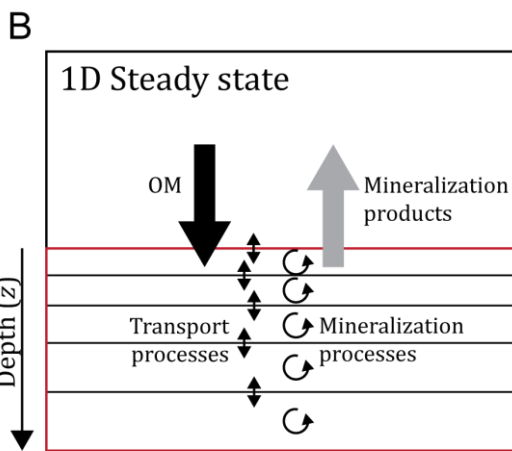 B
1D Steady state
OM
Mineralization
products
Depth (z)
Transport
processes
Mineralization
processes